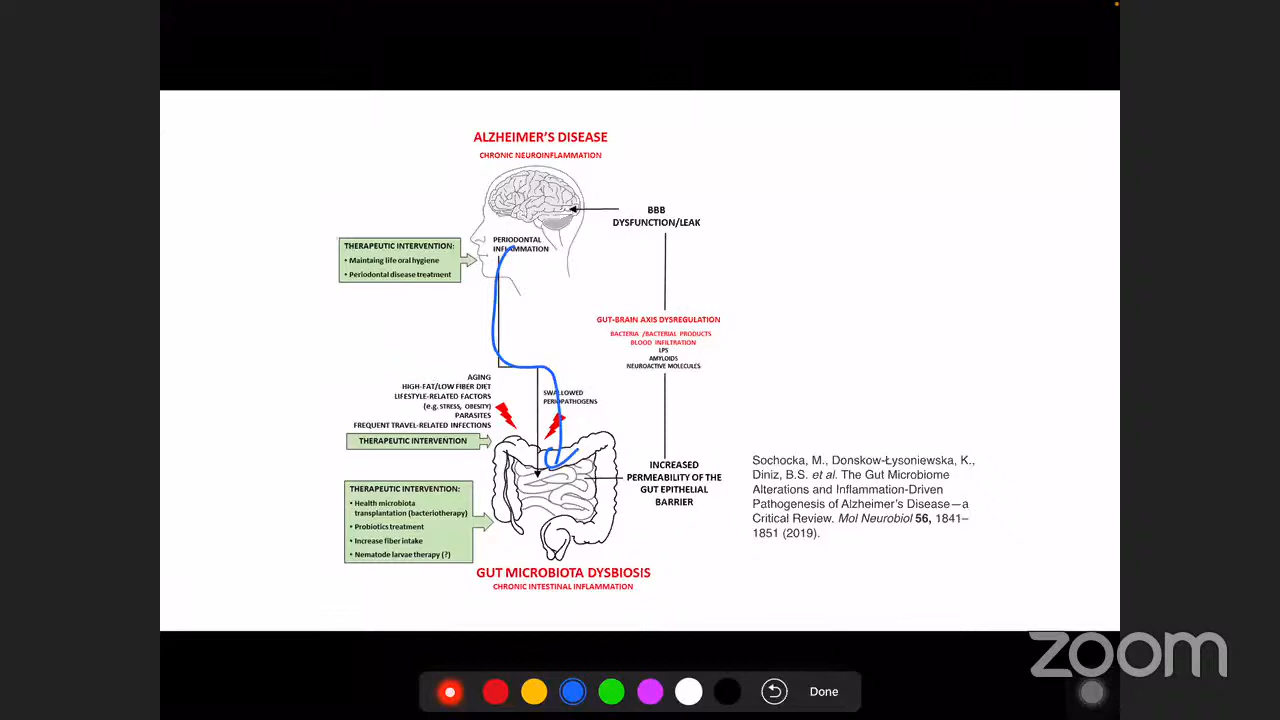 ALZHEIMER'S DISEASE
CHRONIC NEUROINFLAMMATION
BBB
DYSFUNCTION/LEAK
PERIODONTAL
INFLAMMATION
THERAPEUTIC INTERVENTION:
• Maintaing life oral hygiene
• Periodontal disease treatment
GUT-BRAIN AXIS DYSREGULATION
BACTERIA /BACTERIAL PRODUCTS
BLOOD INFILTRATION
LPS
AMYLOIDS
NEUROACTIVE MOLECULES
AGING
HIGH-FAT/LOW FIBER DIET
LIFESTYLE-RELATED FACTORS
(e.g. STRESS, OBESITY)
PARASITES
FREQUENT TRAVEL-RELATED INFECTIONS
SWALLOWED
PERIOPATHOGENS
THERAPEUTIC INTERVENTION
INCREASED
PERMEABILITY OF THE
GUT EPITHELIAL
BARRIER
THERAPEUTIC INTERVENTION:
• Health microbiota
transplantation (bacteriotherapy)
• Probiotics treatment
• Increase fiber intake
• Nematode larvae therapy (?)
GUT MICROBIOTA DYSBIOSIS
CHRONIC INTESTINAL INFLAMMATION
Sochocka, M., Donskow-Łysoniewska, K.,
Diniz, B.S. et al. The Gut Microbiome
Alterations and Inflammation-Driven
Pathogenesis of Alzheimer's Disease—a
Critical Review. Mol Neurobiol 56, 1841–
1851 (2019).
zoom
Done